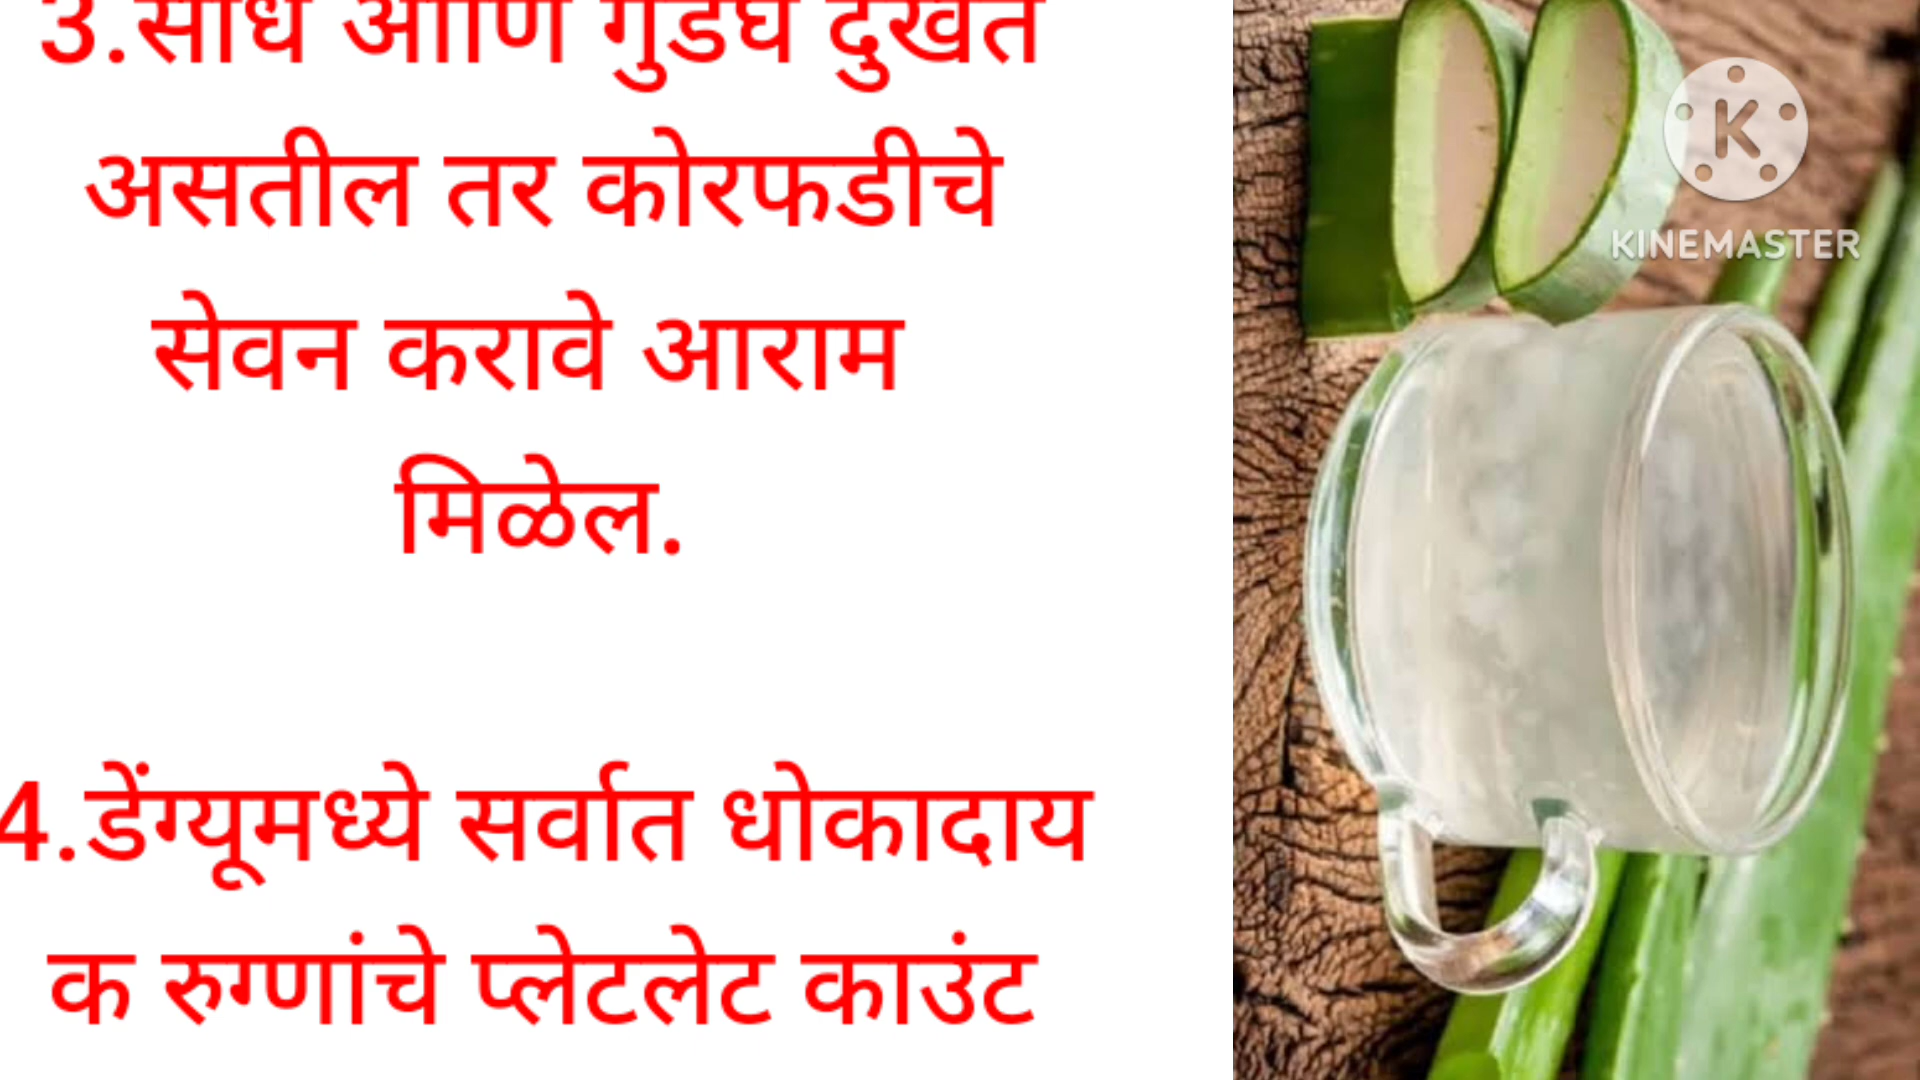 3.सांधे आणि गुडघे दुखत
असतील तर कोरफडीचे
सेवन करावे आराम
मिळेल.
4.डेंग्यूमध्ये सर्वात धोकादाय
क रुग्णांचे प्लेटलेट काउंट
K
KINEMASTER